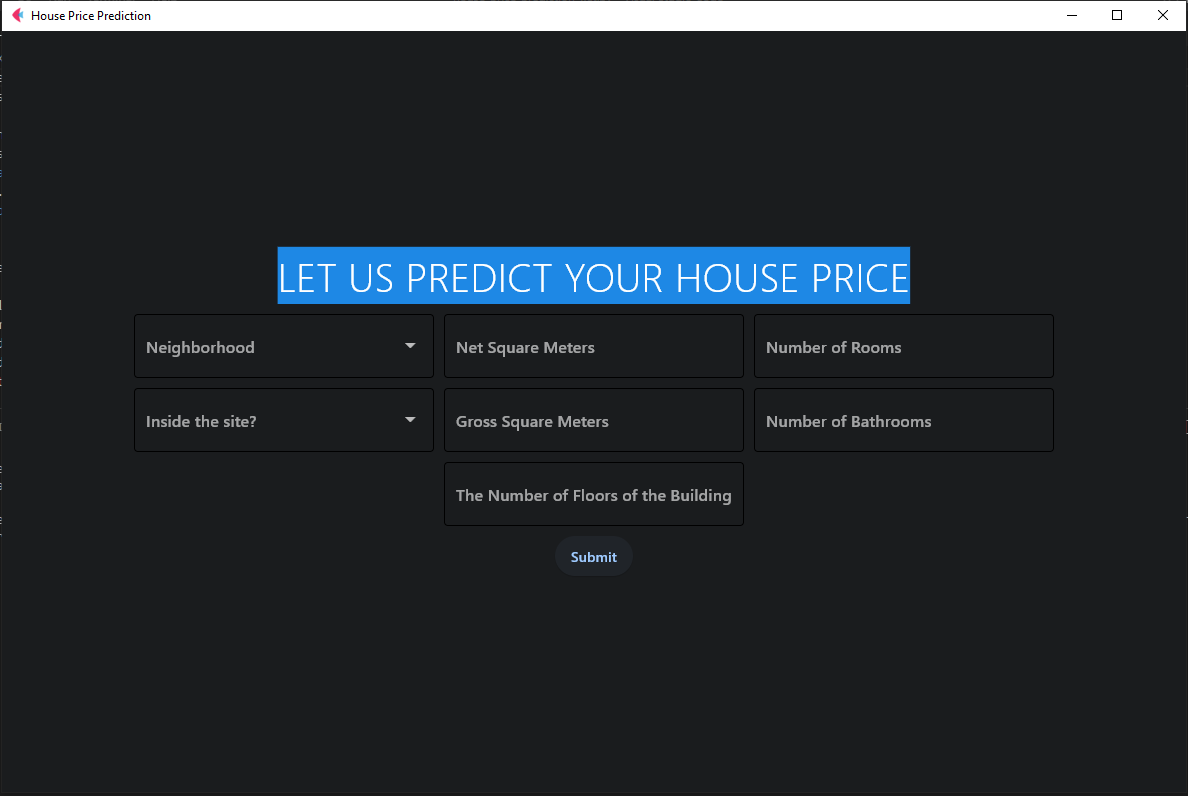 House Price Prediction
LET US PREDICT YOUR HOUSE PRICE
Neighborhood
Net Square Meters
Number of Rooms
Inside the site?
Gross Square Meters
Number of Bathrooms
The Number of Floors of the Building
Submit